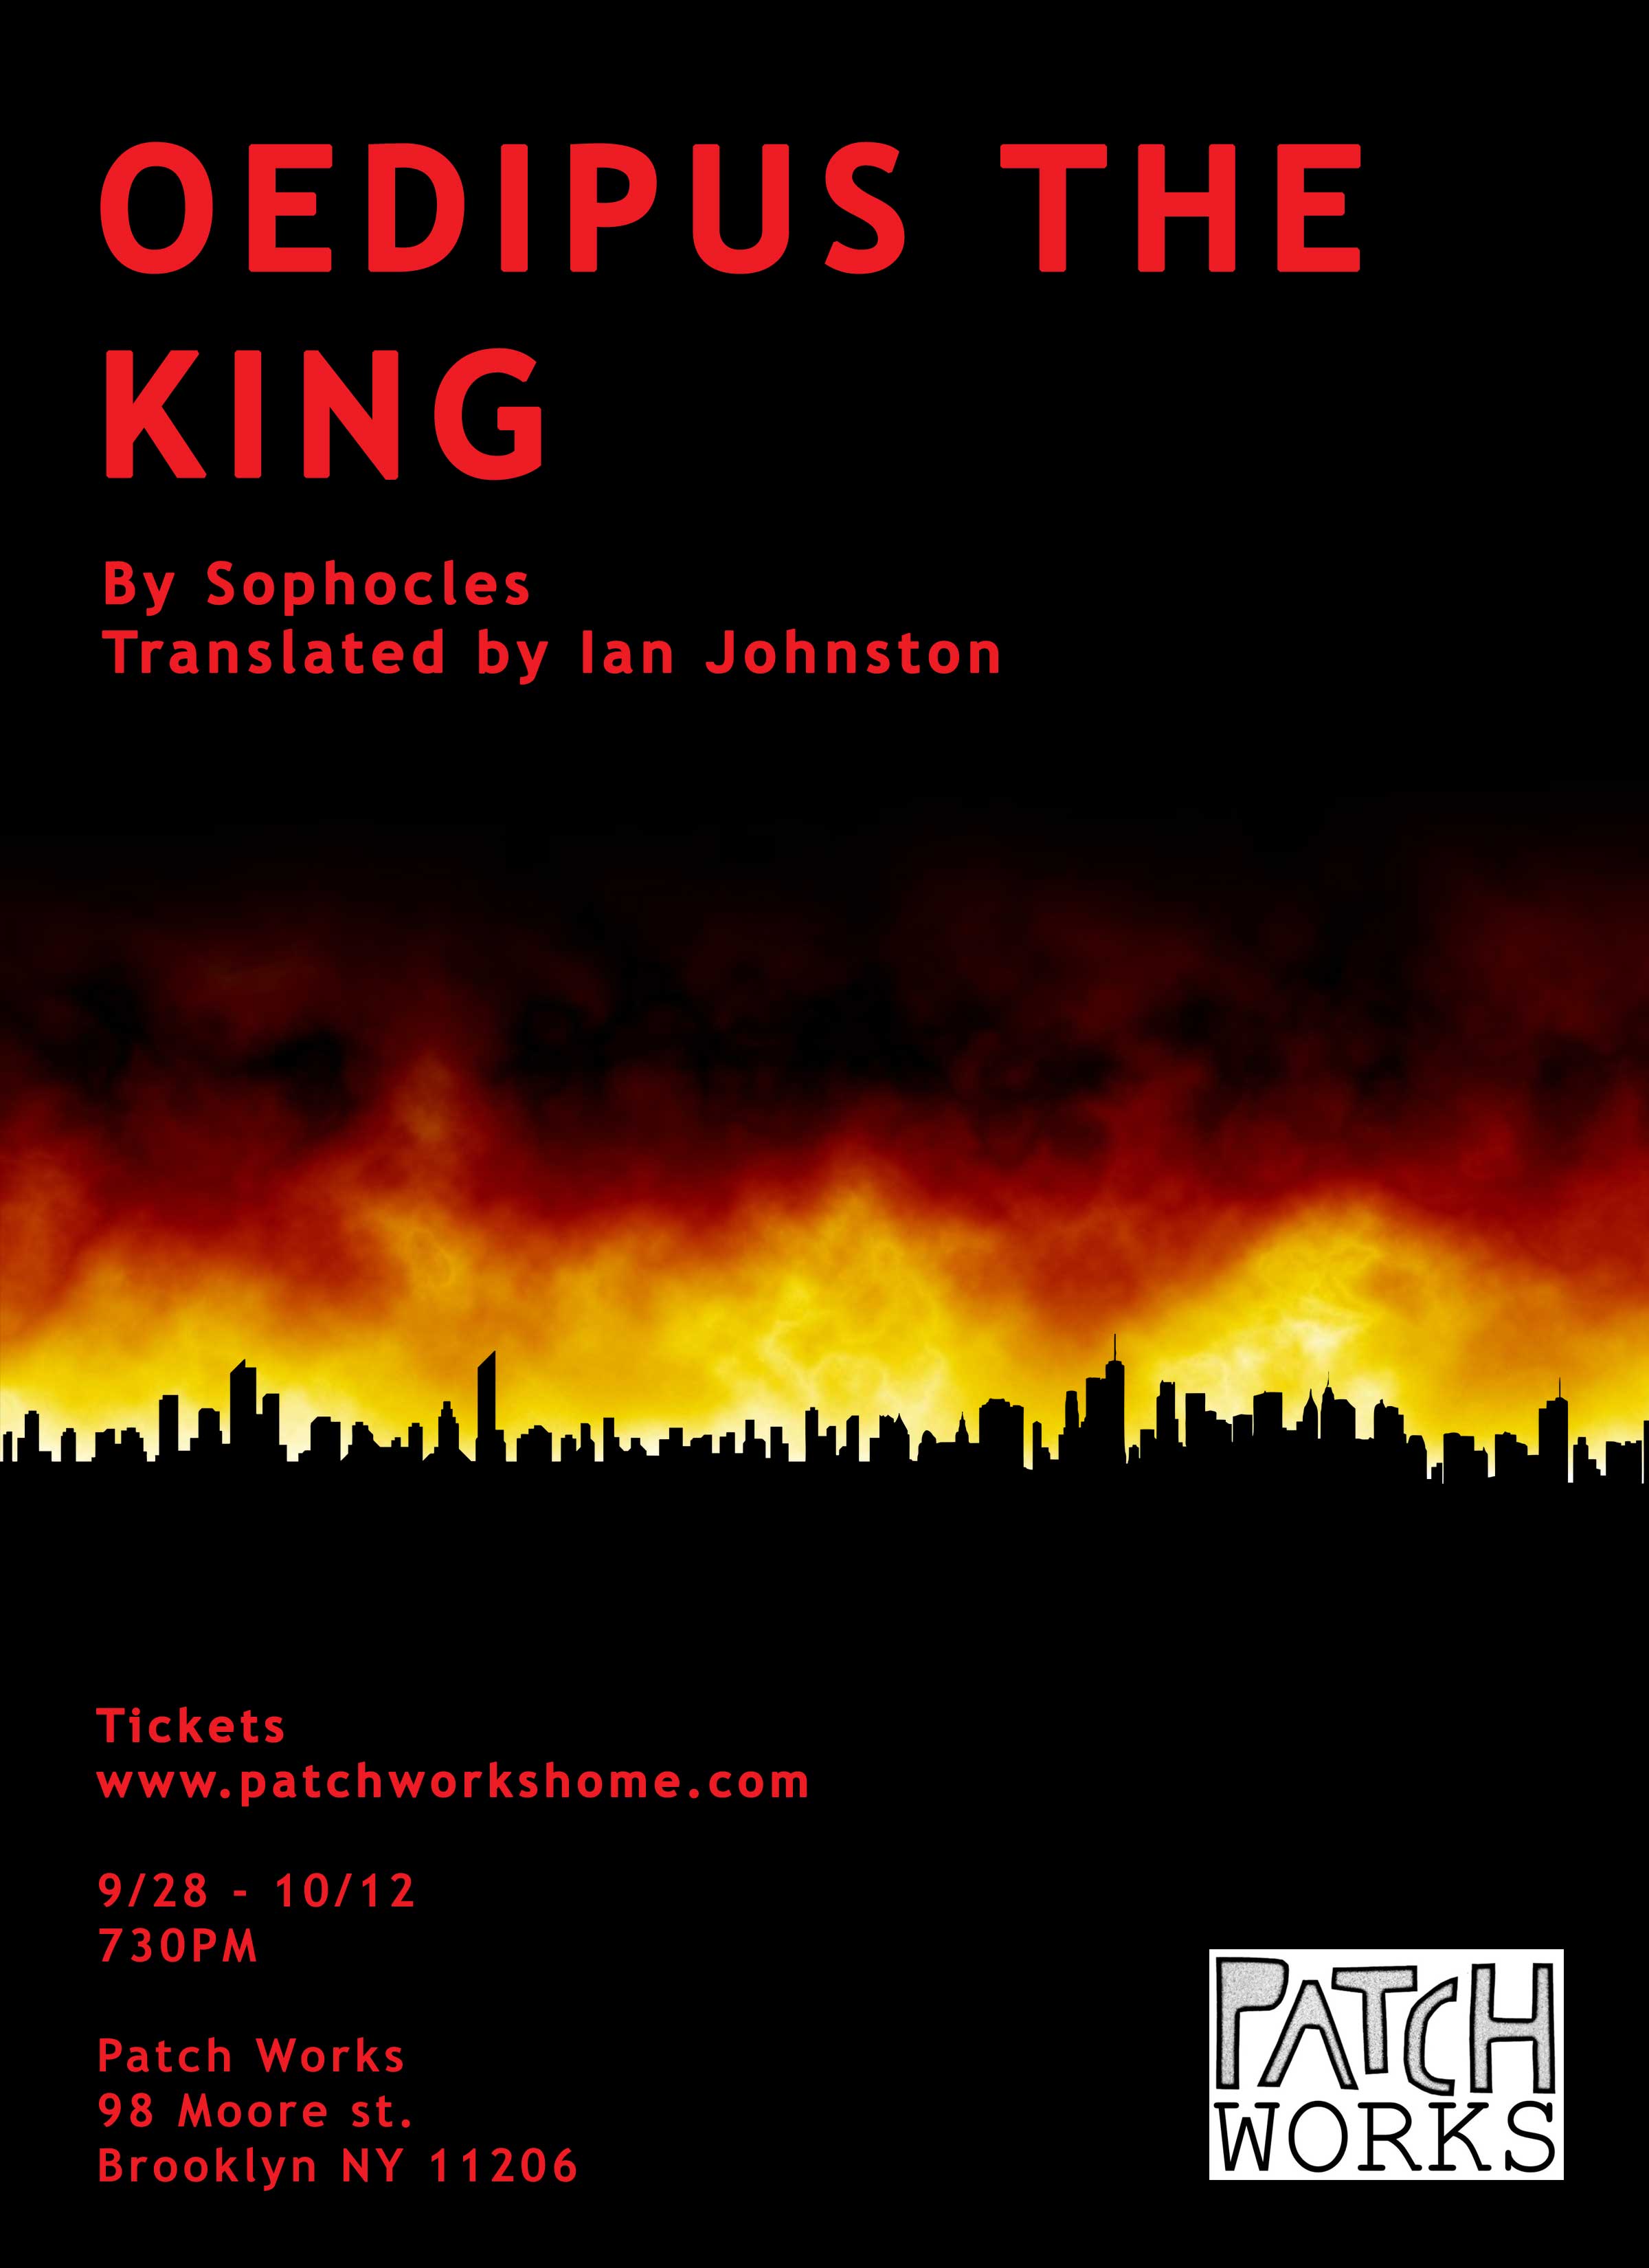 OEDIPUS THE
KING
By Sophocles
Translated by Ian Johnston
Tickets
www.patchworkshome.com
9/28 - 10/12
730PM
Patch Works
98 Moore st.
Brooklyn NY 11206
PATCH
WORKS